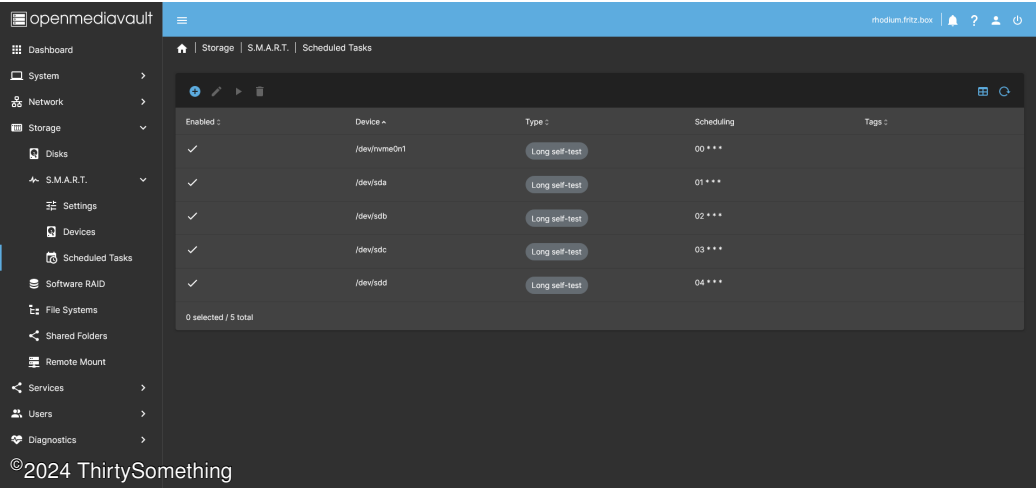 openmediavault
rhodium.fritz.box
Dashboard
System
Network
Storage
Disks
S.M.A.R.T.
Settings
Devices
Scheduled Tasks
Software RAID
File Systems
Shared Folders
Remote Mount
Services
Users
Diagnostics
Storage | S.M.A.R.T. | Scheduled Tasks
Enabled Device Type Scheduling Tags
/dev/nvme0n1 Long self-test 00 * * *
/dev/sda Long self-test 01 * * *
/dev/sdb Long self-test 02 * * *
/dev/sdc Long self-test 03 * * *
/dev/sdd Long self-test 04 * * *
0 selected / 5 total
©2024 ThirtySomething